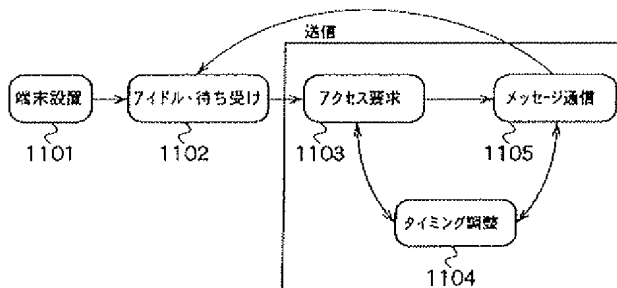 送信
端末設置
アイドル・待ち受け
アクセス要求
メッセージ通信
1101
1102
1103
1105
タイミング調整
1104